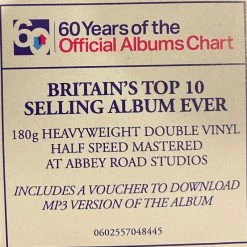 60 60 Years of the
Official Albums Chart
BRITAIN'S TOP 10
SELLING ALBUM EVER
180g HEAVYWEIGHT DOUBLE VINYL
HALF SPEED MASTERED
AT ABBEY ROAD STUDIOS
INCLUDES A VOUCHER TO DOWNLOAD
MP3 VERSION OF THE ALBUM
0602557048445